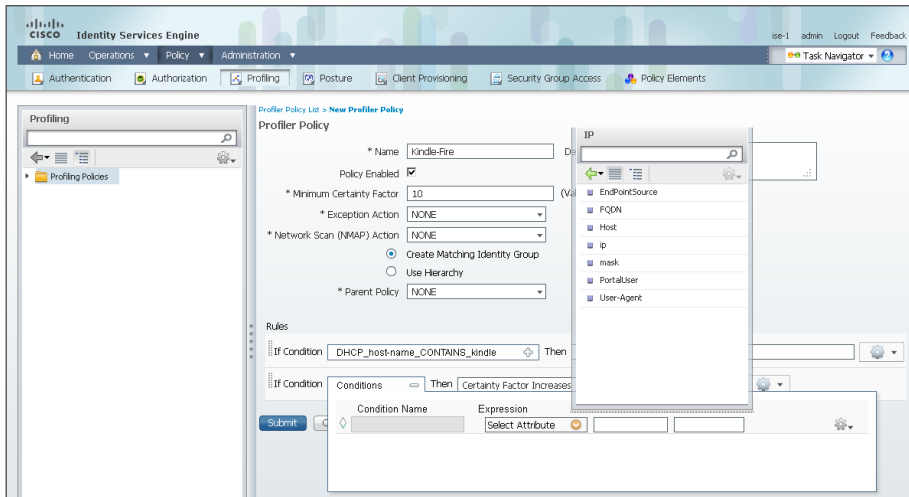 CISCO Identity Services Engine
ise-1 admin Logout Feedback
Home Operations ▼ Policy ▼ Administration ▼
Task Navigator ▼ ?
Authentication Authorization Profiling Posture Client Provisioning Security Group Access Policy Elements
Profiling
Profiling Policies
Profiler Policy List > New Profiler Policy
Profiler Policy
* Name Kindle-Fire
Policy Enabled
* Minimum Certainty Factor 10
* Exception Action NONE
* Network Scan (NMAP) Action NONE
Create Matching Identity Group
Use Hierarchy
* Parent Policy NONE
IP
EndPointSource
FQDN
Host
ip
mask
PortalUser
User-Agent
Rules
If Condition DHCP_host-name_CONTAINS_kindle Then
If Condition Conditions Then Certainty Factor Increases
Condition Name Expression
Select Attribute
Submit